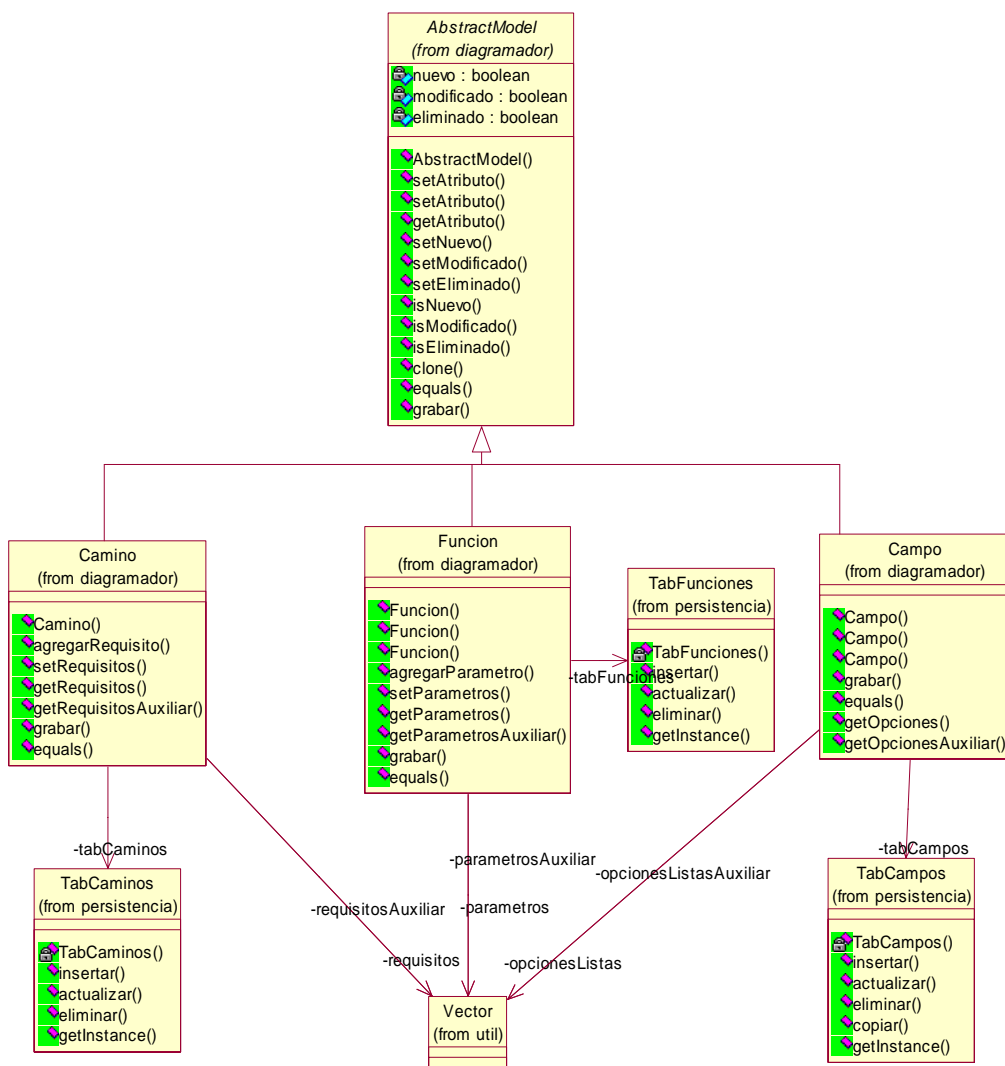 AbstractModel
(from diagramador)
nuevo : boolean
modificado : boolean
eliminado : boolean
AbstractModel()
setAtributo()
setAtributo()
getAtributo()
setNuevo()
setModificado()
setEliminado()
isNuevo()
isModificado()
isEliminado()
clone()
equals()
grabar()
Camino
(from diagramador)
Camino()
agregarRequisito()
setRequisitos()
getRequisitos()
getRequisitosAuxiliar()
grabar()
equals()
Funcion
(from diagramador)
Funcion()
Funcion()
Funcion()
agregarParametro()
setParametros()
getParametros()
getParametrosAuxiliar()
grabar()
equals()
-tabFunciones
TabFunciones
(from persistencia)
TabFunciones()
insertar()
actualizar()
eliminar()
getInstance()
Campo
(from diagramador)
Campo()
Campo()
Campo()
grabar()
equals()
getOpciones()
getOpcionesAuxiliar()
-tabCaminos
-parametrosAuxiliar
-opcionesListasAuxiliar
-tabCampos
TabCaminos
(from persistencia)
TabCaminos()
insertar()
actualizar()
eliminar()
getInstance()
-requisitosAuxiliar
-parametros
-requisitos
-opcionesListas
Vector
(from util)
TabCampos
(from persistencia)
TabCampos()
insertar()
actualizar()
eliminar()
copiar()
getInstance()